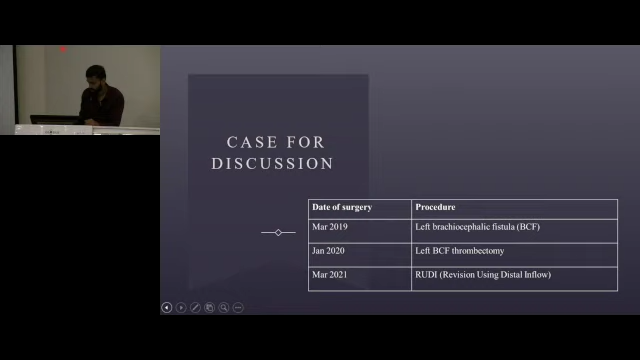 CASE FOR
DISCUSSION
Date of surgery Procedure
Mar 2019 Left brachiocephalic fistula (BCF)
Jan 2020 Left BCF thrombectomy
Mar 2021 RUDI (Revision Using Distal Inflow)